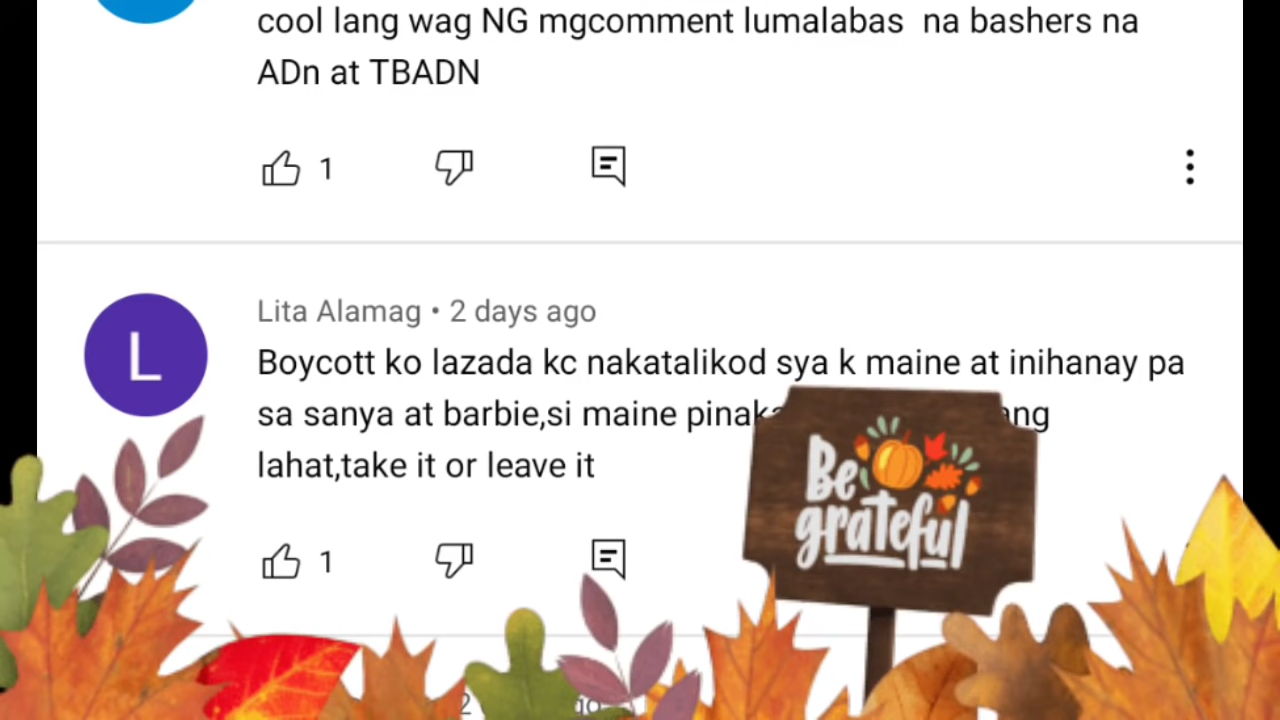 cool lang wag NG mgcomment lumalabas na bashers na
ADn at TBADN
1
Lita Alamag • 2 days ago
L
Boycott ko lazada kc nakatalikod sya k maine at inihanay pa
sa sanya at barbie,si maine
lahat,take it or leave it
Be
grateful
1